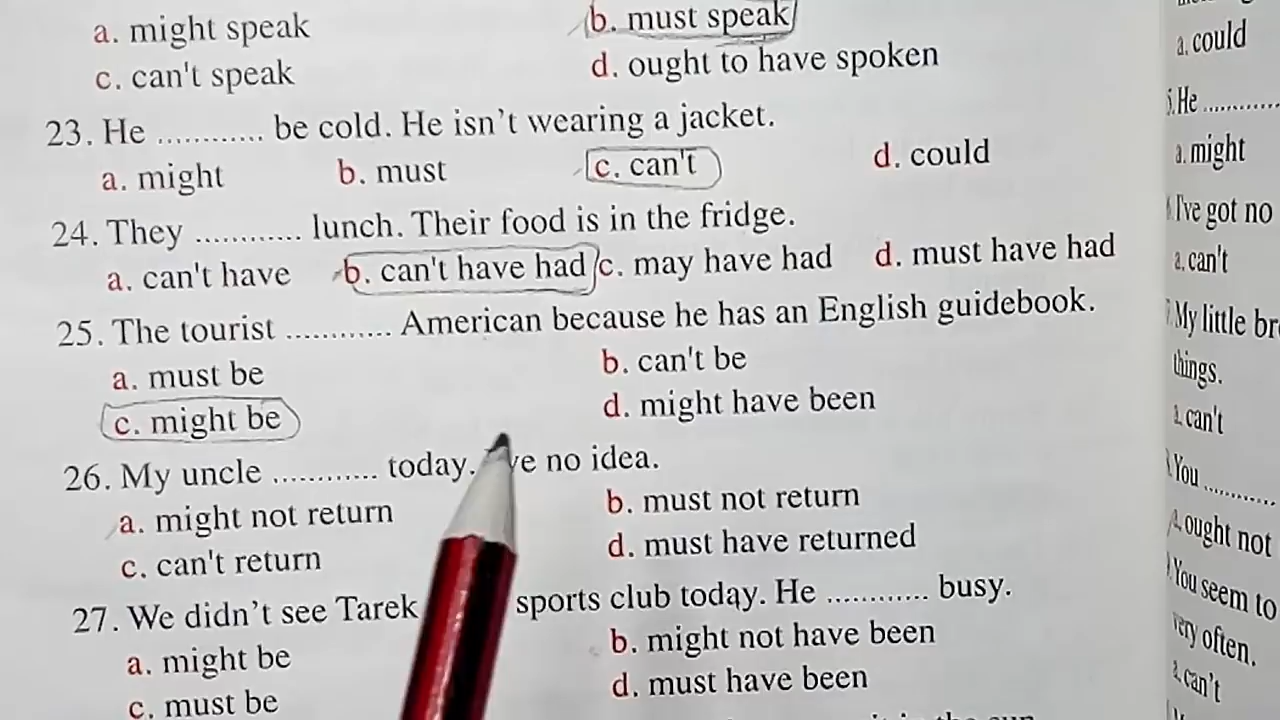 a. might speak b. must speak
c. can't speak d. ought to have spoken
23. He ............ be cold. He isn't wearing a jacket.
a. might b. must c. can't d. could
24. They ............ lunch. Their food is in the fridge.
a. can't have b. can't have had c. may have had d. must have had
25. The tourist ............ American because he has an English guidebook.
a. must be b. can't be
c. might be d. might have been
26. My uncle ............ today. no idea.
a. might not return b. must not return
c. can't return d. must have returned
27. We didn't see Tarek sports club today. He ............ busy.
a. might be b. might not have been
c. must be d. must have been
a. could
He ............
a. might
I've got no
a. can't
My little
things.
can't
You ............
ought not
You seem to
very often.
a. can't